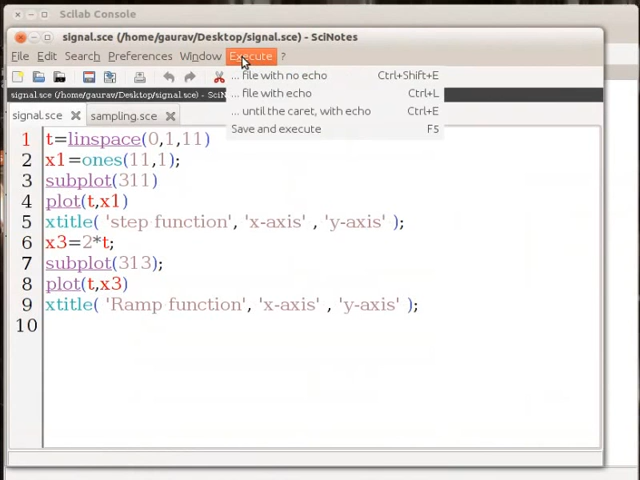 Scilab Console
signal.sce (/home/gaurav/Desktop/signal.sce) - SciNotes
File Edit Search Preferences Window Execute ?
... file with no echo Ctrl+Shift+E
... file with echo Ctrl+L
... until the caret, with echo Ctrl+E
Save and execute F5
signal.sce (/home/gaurav/Desktop/signal.sce) - SciN
signal.sce sampling.sce
1 t=linspace(0,1,11)
2 x1=ones(11,1);
3 subplot(311)
4 plot(t,x1)
5 xtitle( 'step function', 'x-axis' , 'y-axis' );
6 x3=2*t;
7 subplot(313);
8 plot(t,x3)
9 xtitle( 'Ramp function', 'x-axis' , 'y-axis' );
10